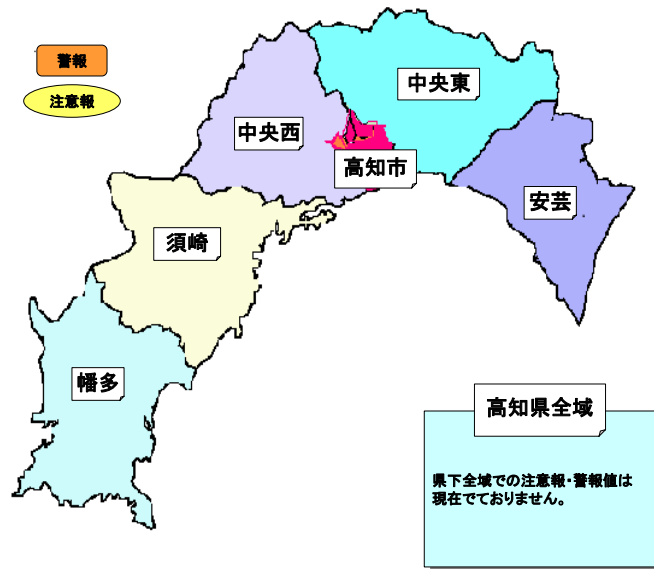 警報
注意報
中央東
中央西
高知市
安芸
須崎
幡多
高知県全域
県下全域での注意報・警報値は
現在でておりません。